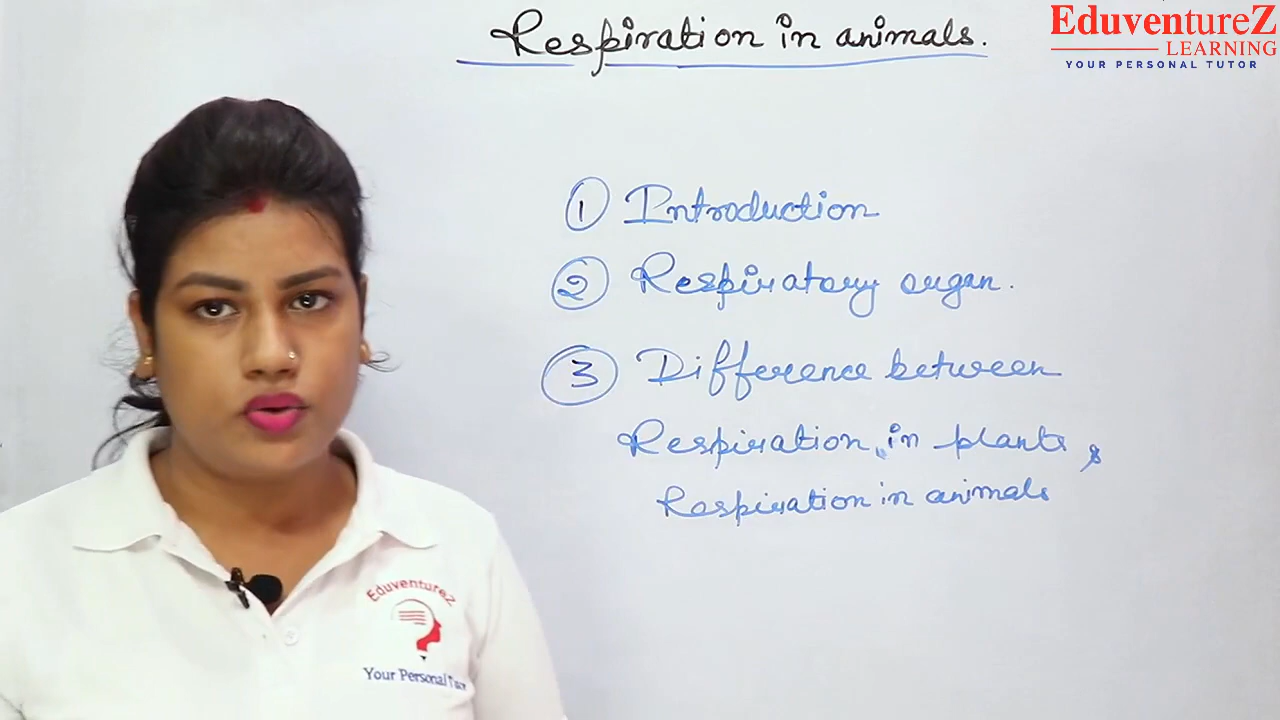 Respiration in animals.
EduventureZ
LEARNING
YOUR PERSONAL TUTOR
1 Introduction
2 Respiratory organ.
3 Difference between
Respiration in plants &
Respiration in animals
EduventureZ
Your Personal Tutor